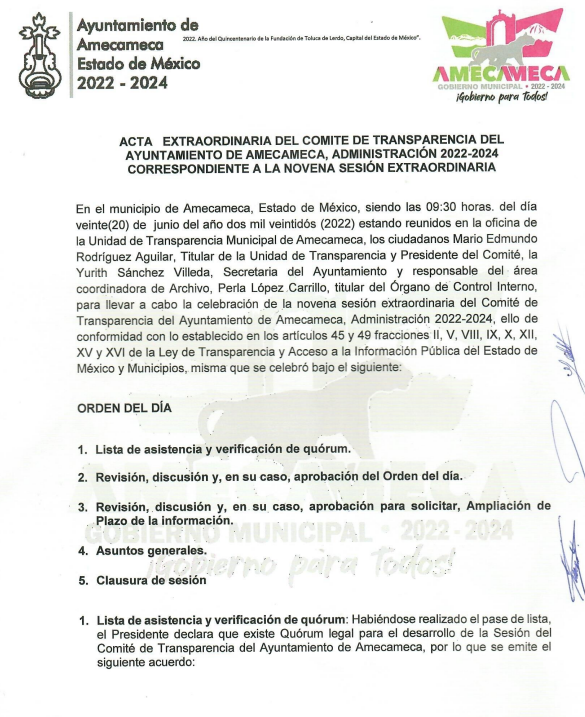 Ayuntamiento de
Amecameca
Estado de México
2022 - 2024
2022. Año del Quincentenario de la Fundación de Toluca de Lerdo, Capital del Estado de México".
AMECAMECA
GOBIERNO MUNICIPAL • 2022 - 2024
¡Gobierno para Todos!
ACTA EXTRAORDINARIA DEL COMITE DE TRANSPARENCIA DEL
AYUNTAMIENTO DE AMECAMECA, ADMINISTRACIÓN 2022-2024
CORRESPONDIENTE A LA NOVENA SESIÓN EXTRAORDINARIA
En el municipio de Amecameca, Estado de México, siendo las 09:30 horas. del día
veinte(20) de junio del año dos mil veintidós (2022) estando reunidos en la oficina de
la Unidad de Transparencia Municipal de Amecameca, los ciudadanos Mario Edmundo
Rodríguez Aguilar, Titular de la Unidad de Transparencia y Presidente del Comité, la
Yurith Sánchez Villeda, Secretaria del Ayuntamiento y responsable del área
coordinadora de Archivo, Perla López Carrillo, titular del Órgano de Control Interno,
para llevar a cabo la celebración de la novena sesión extraordinaria del Comité de
Transparencia del Ayuntamiento de Amecameca, Administración 2022-2024, ello de
conformidad con lo establecido en los artículos 45 y 49 fracciones II, V, VIII, IX, X, XII,
XV y XVI de la Ley de Transparencia y Acceso a la Información Pública del Estado de
México y Municipios, misma que se celebró bajo el siguiente:
ORDEN DEL DÍA
1. Lista de asistencia y verificación de quórum.
2. Revisión, discusión y, en su caso, aprobación del Orden del día.
3. Revisión, discusión y, en su caso, aprobación para solicitar, Ampliación de
Plazo de la información.
4. Asuntos generales.
5. Clausura de sesión
AMECAMECA
GOBIERNO MUNICIPAL • 2022 - 2024
¡Gobierno para Todos!
1. Lista de asistencia y verificación de quórum: Habiéndose realizado el pase de lista,
el Presidente declara que existe Quórum legal para el desarrollo de la Sesión del
Comité de Transparencia del Ayuntamiento de Amecameca, por lo que se emite el
siguiente acuerdo: